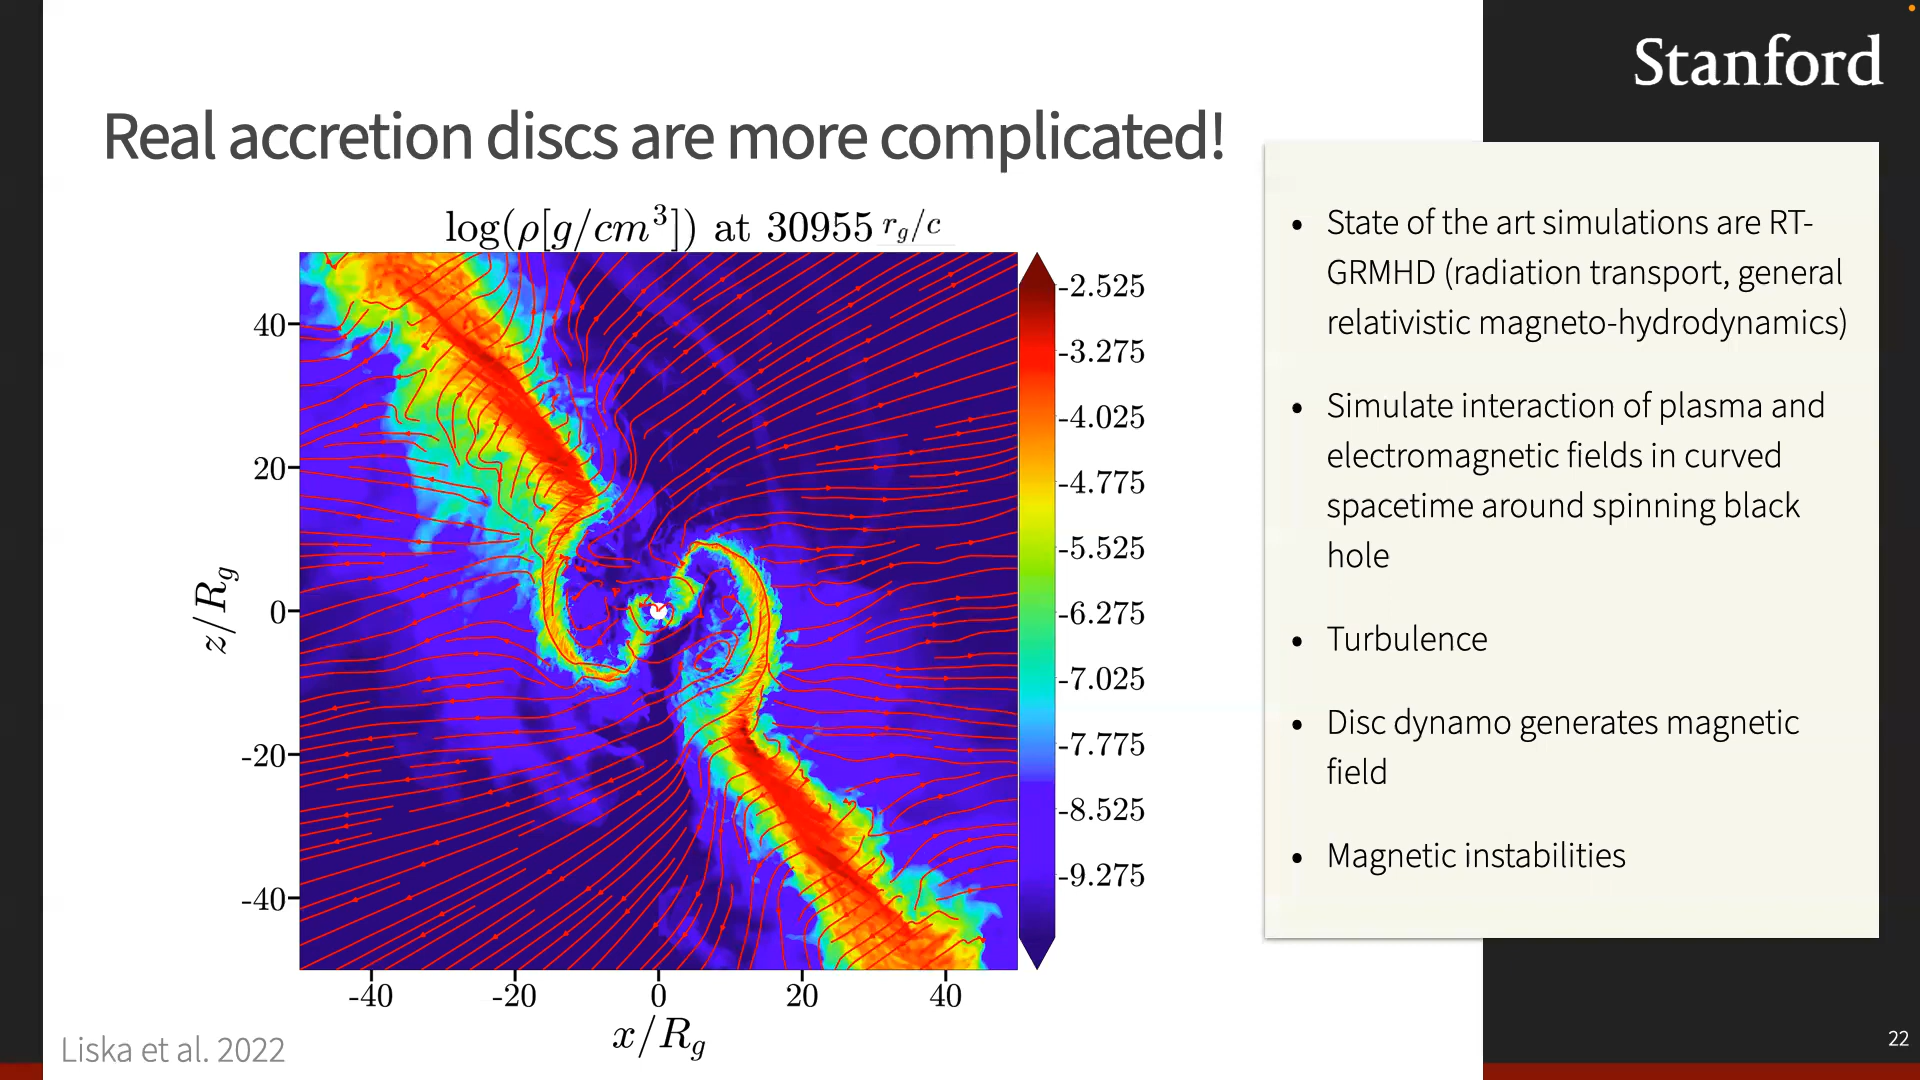 Stanford
Real accretion discs are more complicated!
log(ρ[g/cm³]) at 30955 r_g/c
40
20
0
-20
-40
z/R_g
-40 -20 0 20 40
x/R_g
-2.525
-3.275
-4.025
-4.775
-5.525
-6.275
-7.025
-7.775
-8.525
-9.275
• State of the art simulations are RT-
GRMHD (radiation transport, general
relativistic magneto-hydrodynamics)
• Simulate interaction of plasma and
electromagnetic fields in curved
spacetime around spinning black
hole
• Turbulence
• Disc dynamo generates magnetic
field
• Magnetic instabilities
Liska et al. 2022
22